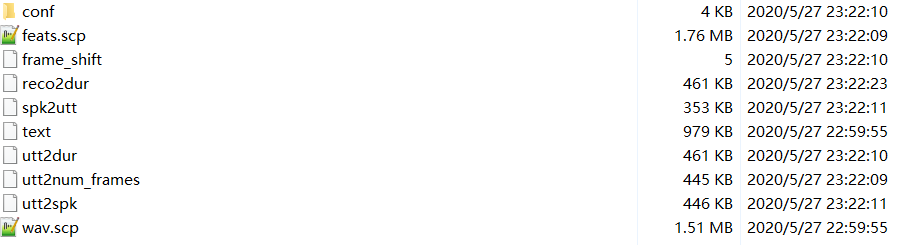 conf 4 KB 2020/5/27 23:22:10
feats.scp 1.76 MB 2020/5/27 23:22:09
frame_shift 5 2020/5/27 23:22:10
reco2dur 461 KB 2020/5/27 23:22:23
spk2utt 353 KB 2020/5/27 23:22:11
text 979 KB 2020/5/27 22:59:55
utt2dur 461 KB 2020/5/27 23:22:10
utt2num_frames 445 KB 2020/5/27 23:22:09
utt2spk 446 KB 2020/5/27 23:22:11
wav.scp 1.51 MB 2020/5/27 22:59:55